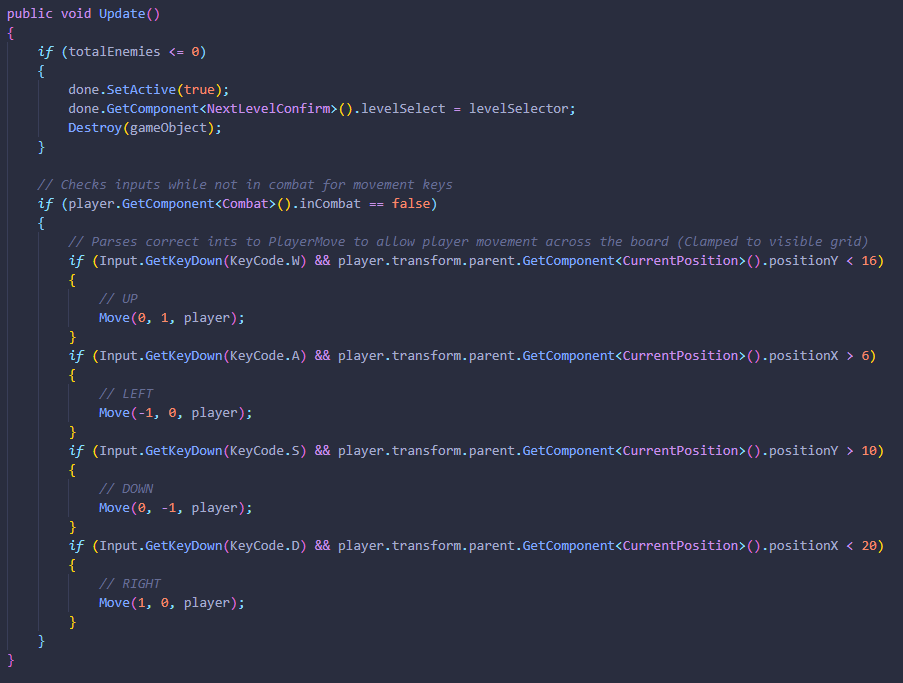 public void Update()
{
    if (totalEnemies <= 0)
    {
        done.SetActive(true);
        done.GetComponent<NextLevelConfirm>().levelSelect = levelSelector;
        Destroy(gameObject);
    }

    // Checks inputs while not in combat for movement keys
    if (player.GetComponent<Combat>().inCombat == false)
    {
        // Parses correct ints to PlayerMove to allow player movement across the board (Clamped to visible grid)
        if (Input.GetKeyDown(KeyCode.W) && player.transform.parent.GetComponent<CurrentPosition>().positionY < 16)
        {
            // UP
            Move(0, 1, player);
        }
        if (Input.GetKeyDown(KeyCode.A) && player.transform.parent.GetComponent<CurrentPosition>().positionX > 6)
        {
            // LEFT
            Move(-1, 0, player);
        }
        if (Input.GetKeyDown(KeyCode.S) && player.transform.parent.GetComponent<CurrentPosition>().positionY > 10)
        {
            // DOWN
            Move(0, -1, player);
        }
        if (Input.GetKeyDown(KeyCode.D) && player.transform.parent.GetComponent<CurrentPosition>().positionX < 20)
        {
            // RIGHT
            Move(1, 0, player);
        }
    }
}